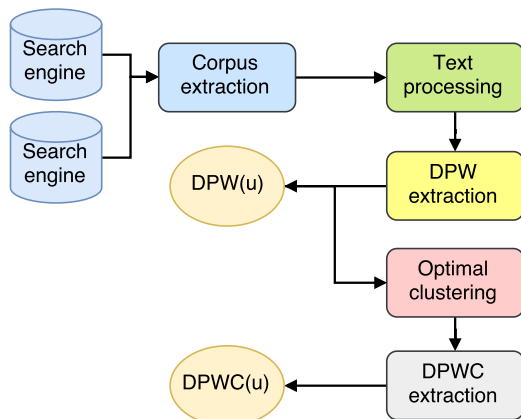 Search
engine
Corpus
extraction
Text
processing
Search
engine
DPW(u)
DPW
extraction
Optimal
clustering
DPWC(u)
DPWC
extraction